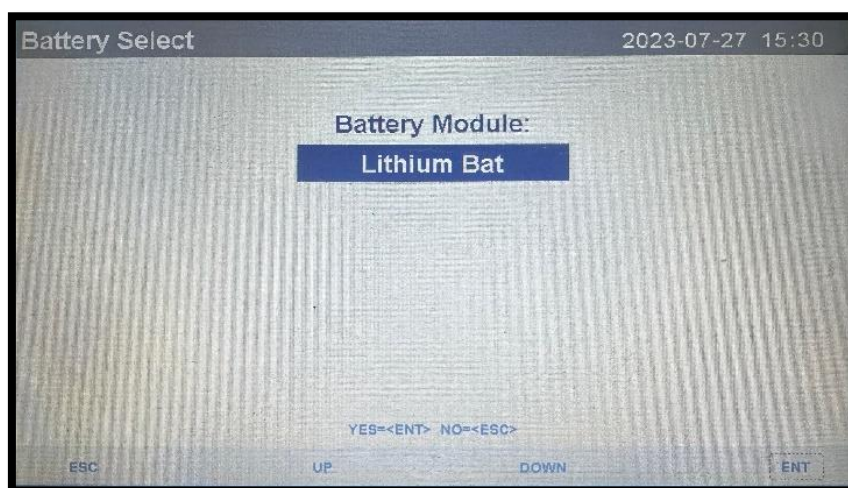 Battery Select 2023-07-27 15:30
Battery Module:
Lithium Bat
YES=<ENT> NO=<ESC>
ESC UP DOWN ENT